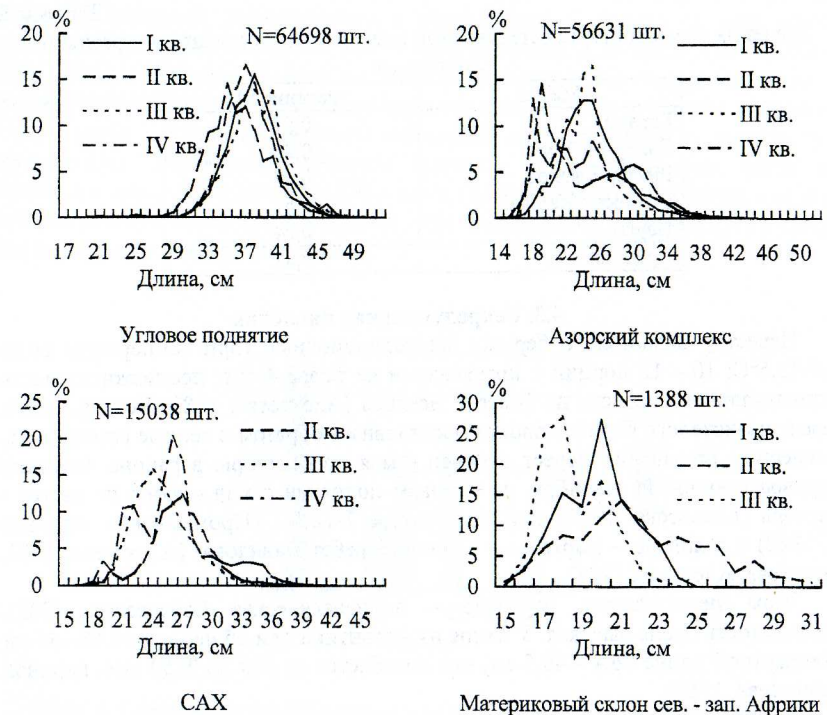 %
N=64698 шт.
20
15
10
5
0
I кв.
II кв.
III кв.
IV кв.
17 21 25 29 33 37 41 45 49
Длина, см
Угловое поднятие
%
N=56631 шт.
20
15
10
5
0
I кв.
II кв.
III кв.
IV кв.
14 18 22 26 30 34 38 42 46 50
Длина, см
Азорский комплекс
%
N=15038 шт.
25
20
15
10
5
0
II кв.
III кв.
IV кв.
15 18 21 24 27 30 33 36 39 42 45
Длина, см
САХ
%
N=1388 шт.
30
25
20
15
10
5
0
I кв.
II кв.
III кв.
15 17 19 21 23 25 27 29 31
Длина, см
Материковый склон сев. - зап. Африки